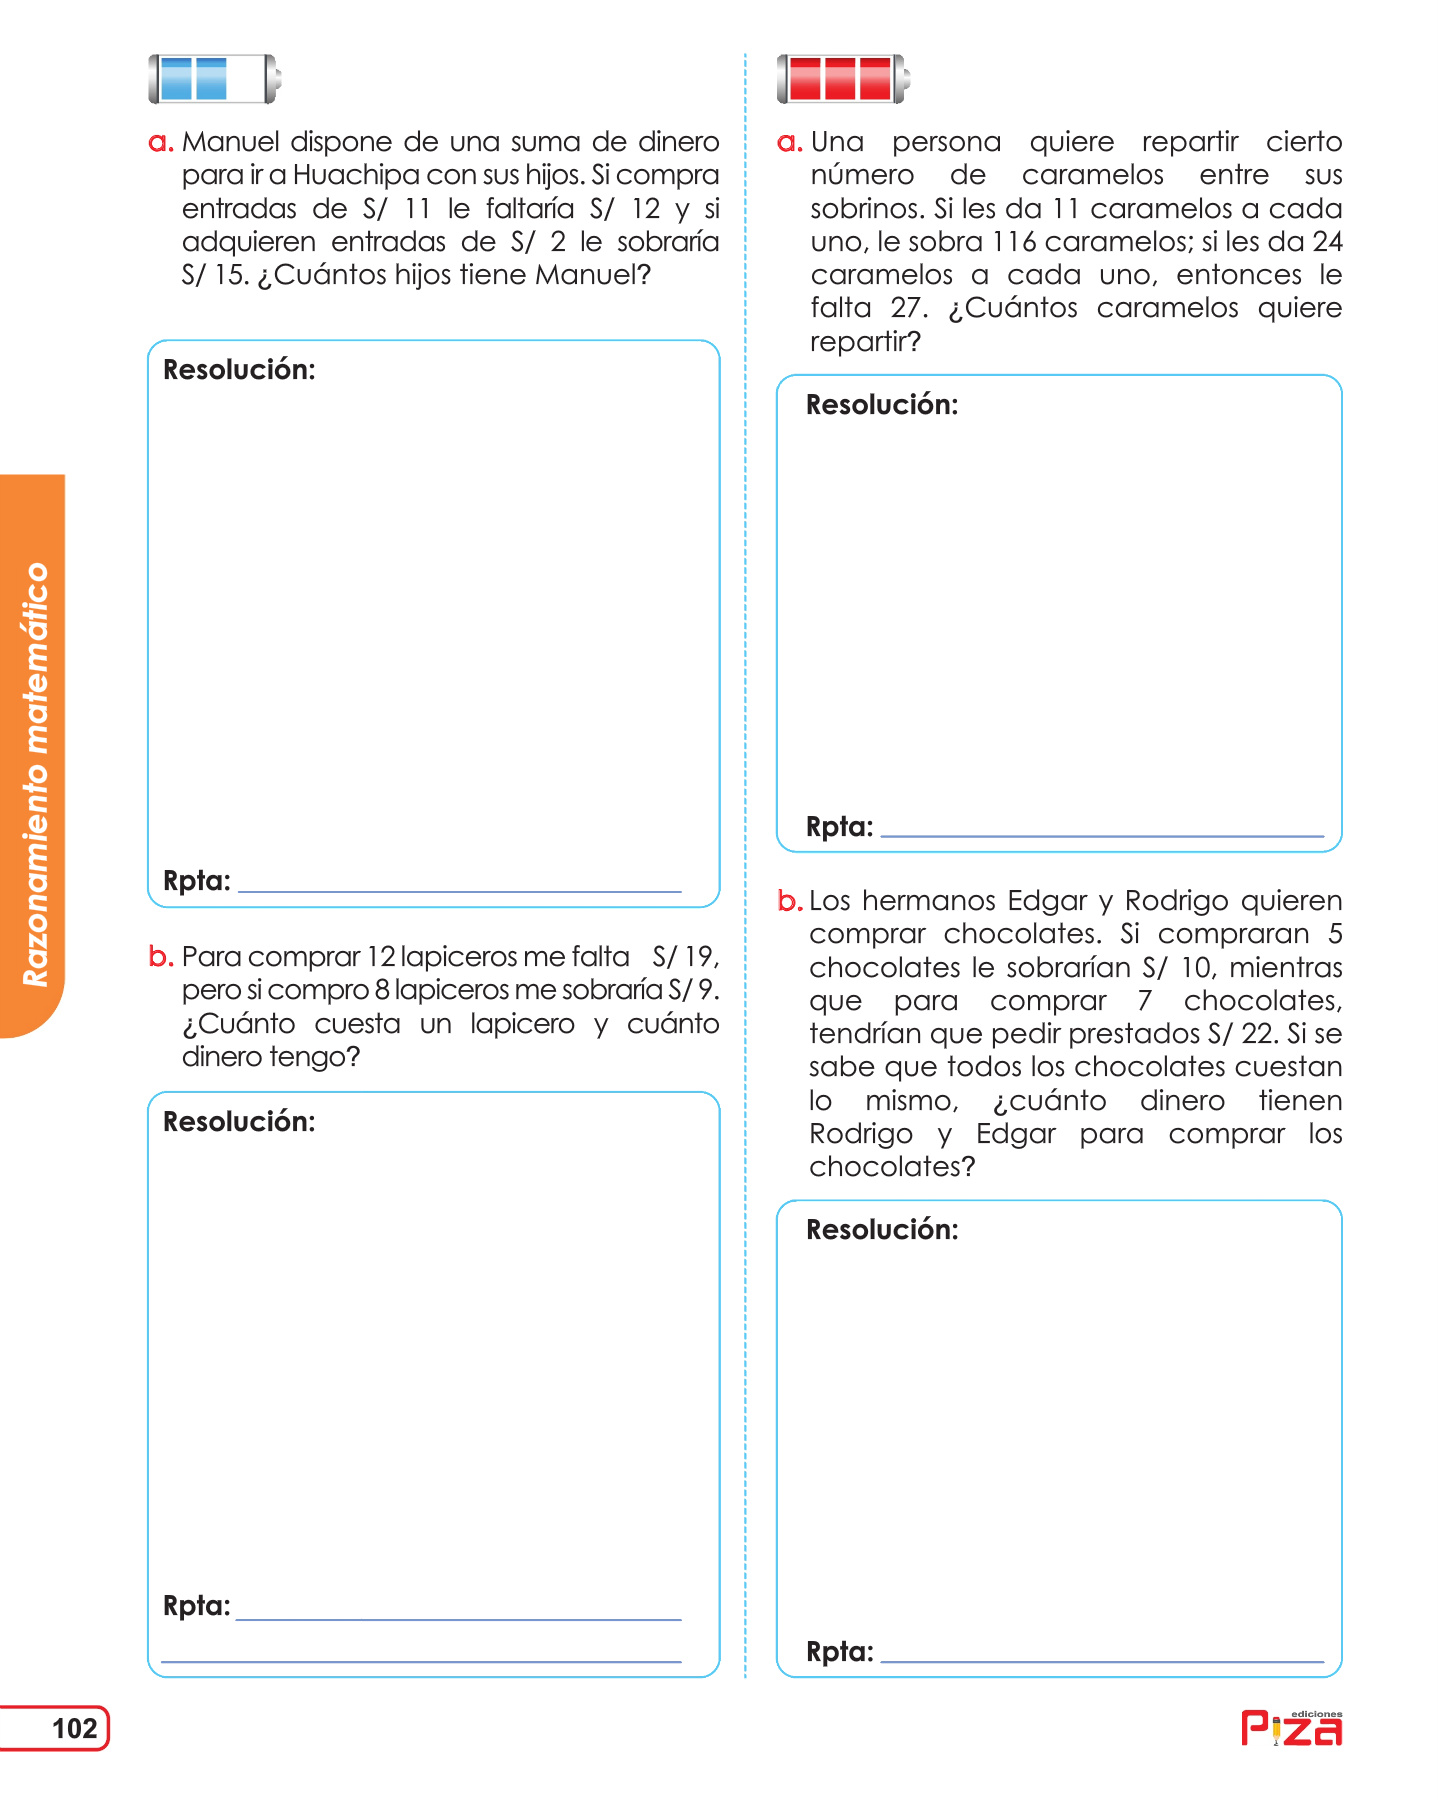 a. Manuel dispone de una suma de dinero
para ir a Huachipa con sus hijos. Si compra
entradas de S/ 11 le faltaría S/ 12 y si
adquieren entradas de S/ 2 le sobraría
S/ 15. ¿Cuántos hijos tiene Manuel?
Resolución:
Rpta:
b. Para comprar 12 lapiceros me falta S/ 19,
pero si compro 8 lapiceros me sobraría S/ 9.
¿Cuánto cuesta un lapicero y cuánto
dinero tengo?
Resolución:
Rpta:
a. Una persona quiere repartir cierto
número de caramelos entre sus
sobrinos. Si les da 11 caramelos a cada
uno, le sobra 116 caramelos; si les da 24
caramelos a cada uno, entonces le
falta 27. ¿Cuántos caramelos quiere
repartir?
Resolución:
Rpta:
b. Los hermanos Edgar y Rodrigo quieren
comprar chocolates. Si compraran 5
chocolates le sobrarían S/ 10, mientras
que para comprar 7 chocolates,
tendrían que pedir prestados S/ 22. Si se
sabe que todos los chocolates cuestan
lo mismo, ¿cuánto dinero tienen
Rodrigo y Edgar para comprar los
chocolates?
Resolución:
Rpta:
Razonamiento matemático
102
ediciones
Piza